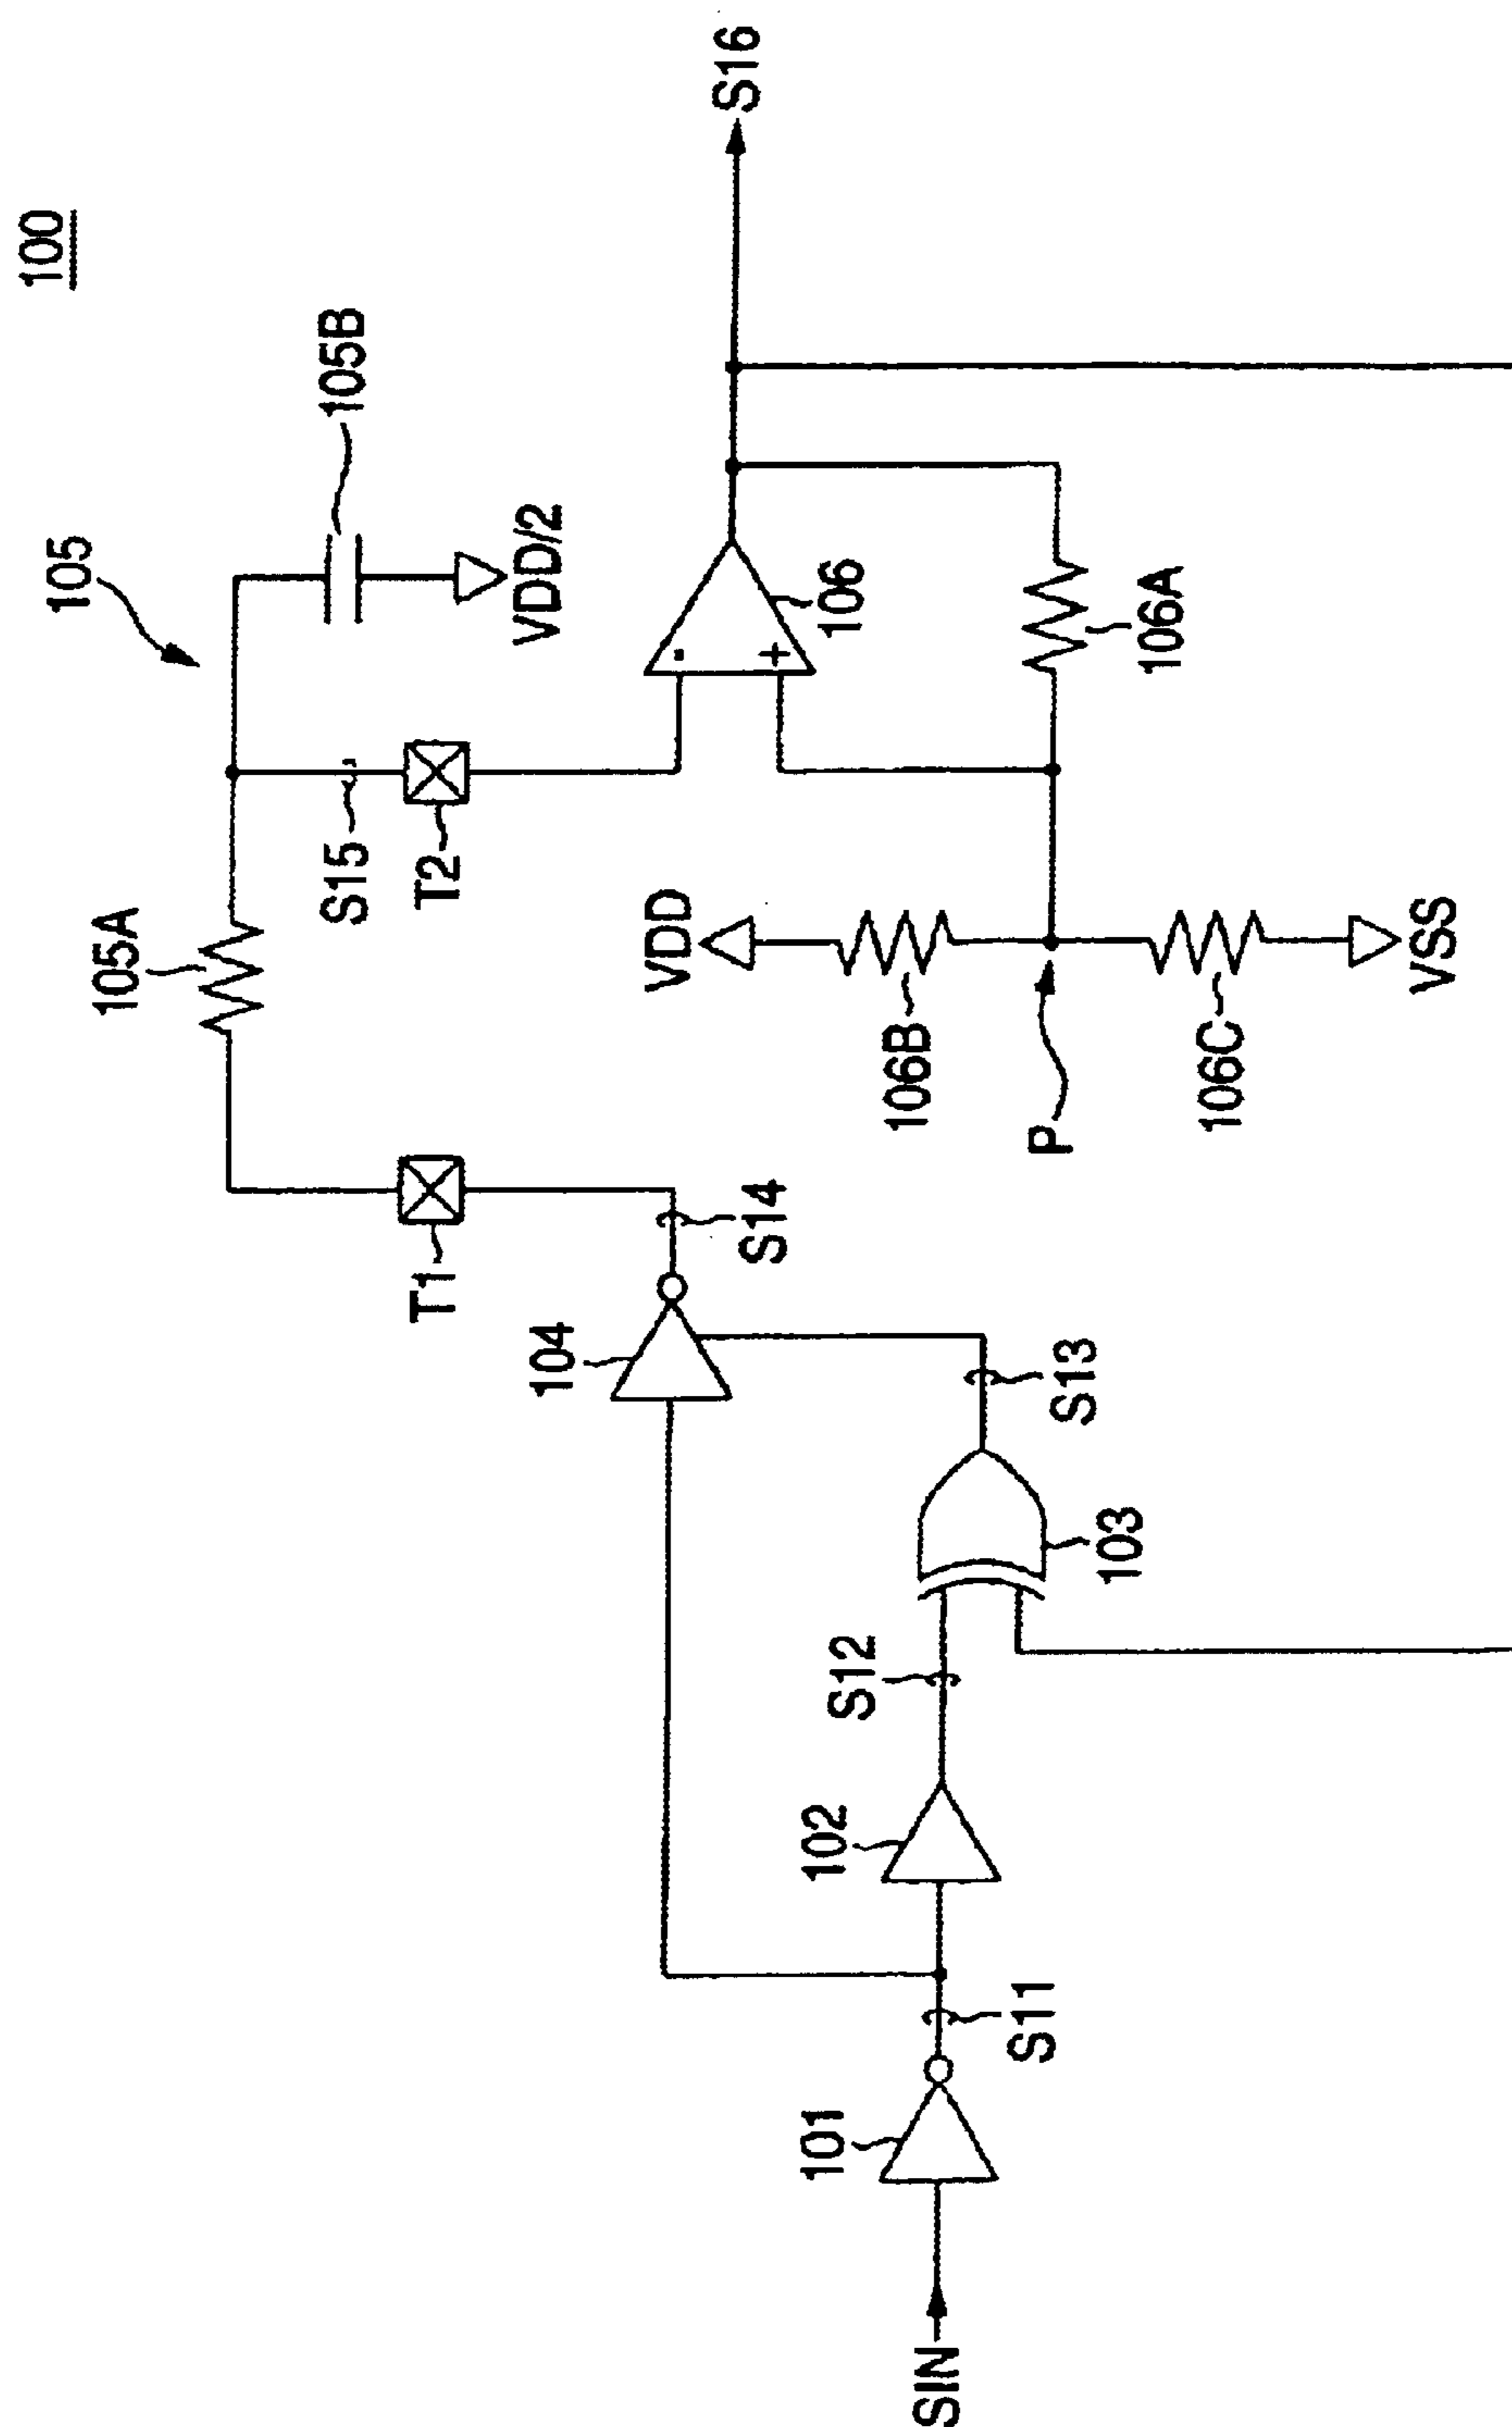 100
105
105A
105B
S15
T2
VDD/2
T1
S16
104
S14
106
VDD
106B
P
106A
106C
VSS
S13
103
S12
102
101
S11
SIN
-
+